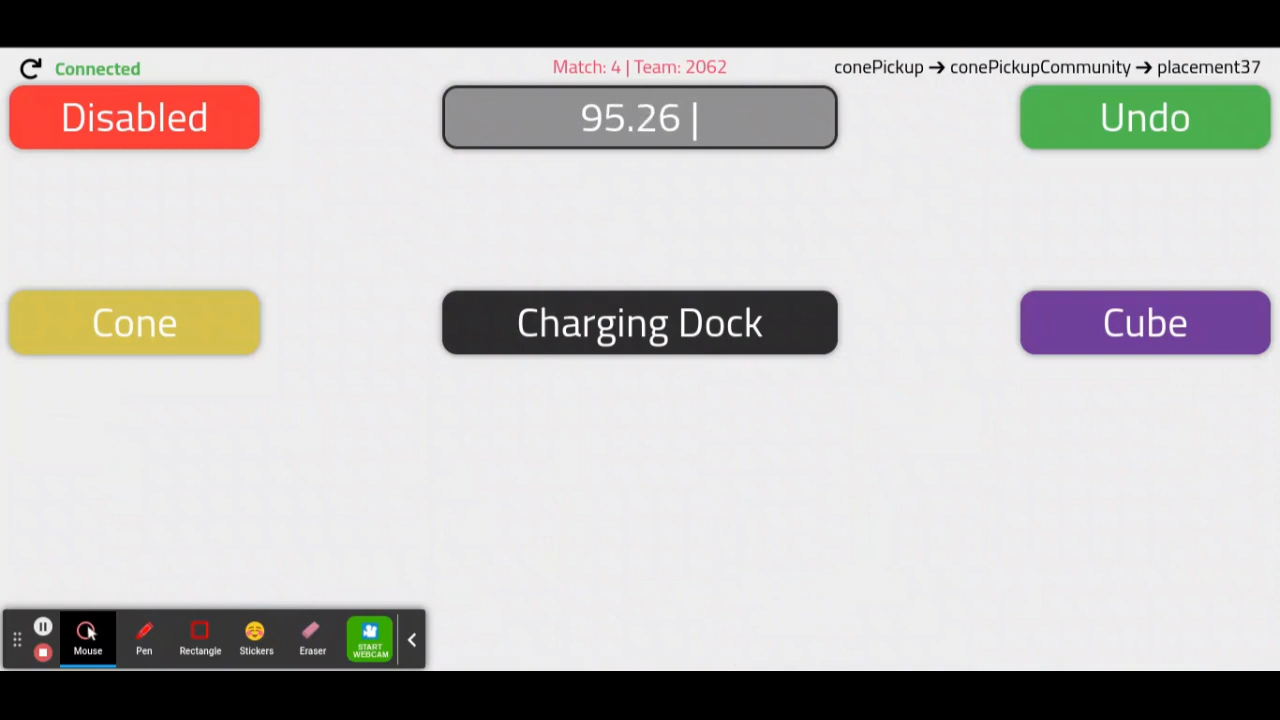 Connected
Match: 4 | Team: 2062
conePickup → conePickupCommunity → placement37
Disabled
95.26 |
Undo
Cone
Charging Dock
Cube
Mouse
Pen
Rectangle
Stickers
Eraser
START
WEBCAM